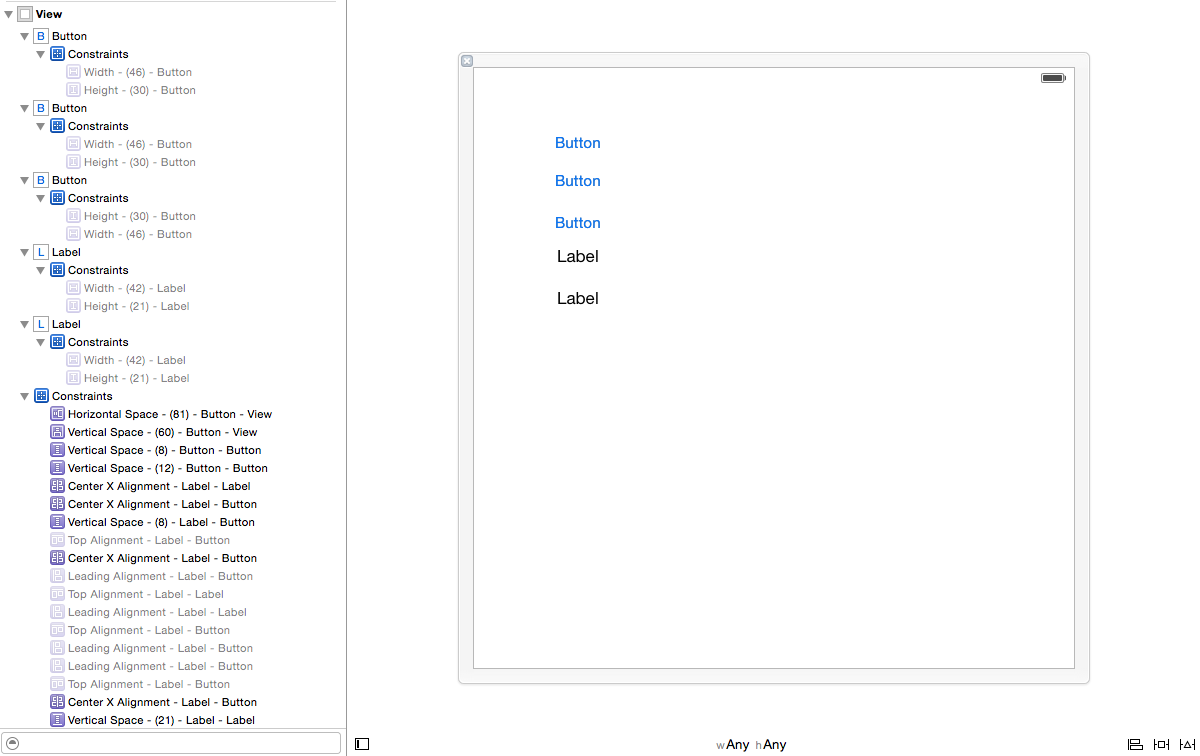 View
B Button
Constraints
Width - (46) - Button
Height - (30) - Button
B Button
Constraints
Width - (46) - Button
Height - (30) - Button
B Button
Constraints
Height - (30) - Button
Width - (46) - Button
L Label
Constraints
Width - (42) - Label
Height - (21) - Label
L Label
Constraints
Width - (42) - Label
Height - (21) - Label
Constraints
Horizontal Space - (81) - Button - View
Vertical Space - (60) - Button - View
Vertical Space - (8) - Button - Button
Vertical Space - (12) - Button - Button
Center X Alignment - Label - Label
Center X Alignment - Label - Button
Vertical Space - (8) - Label - Button
Top Alignment - Label - Button
Center X Alignment - Label - Button
Leading Alignment - Label - Button
Top Alignment - Label - Label
Leading Alignment - Label - Label
Top Alignment - Label - Button
Leading Alignment - Label - Button
Leading Alignment - Label - Button
Top Alignment - Label - Button
Center X Alignment - Label - Button
Vertical Space - (21) - Label - Label
Button
Button
Button
Label
Label
wAny hAny